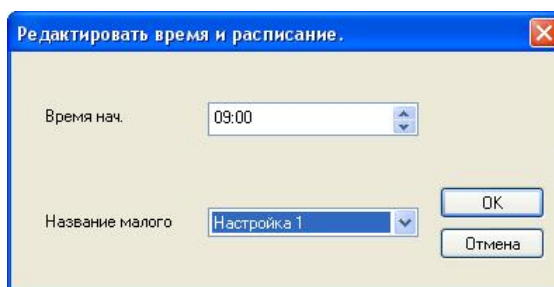 Редактировать время и расписание.
Время нач. 09:00
Название малого Настройка 1
OK
Отмена